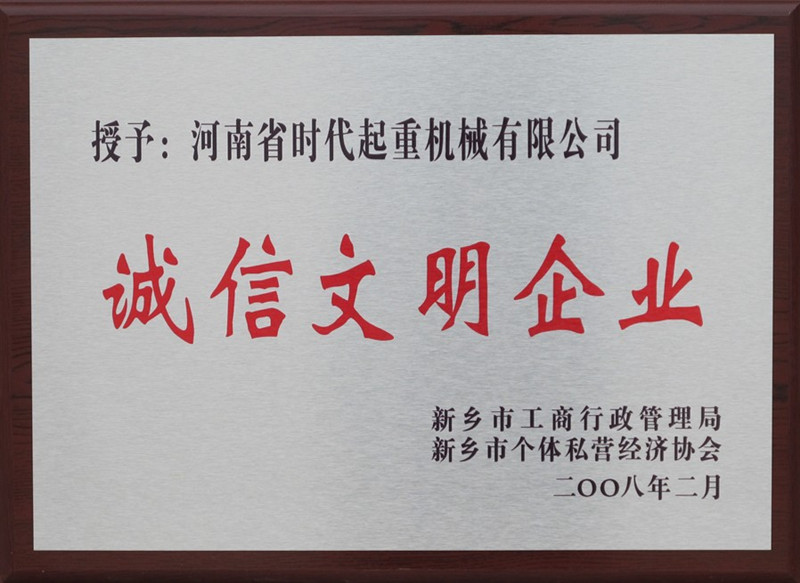 授予：河南省时代起重机械有限公司
诚信文明企业
新乡市工商行政管理局
新乡市个体私营经济协会
二〇〇八年二月